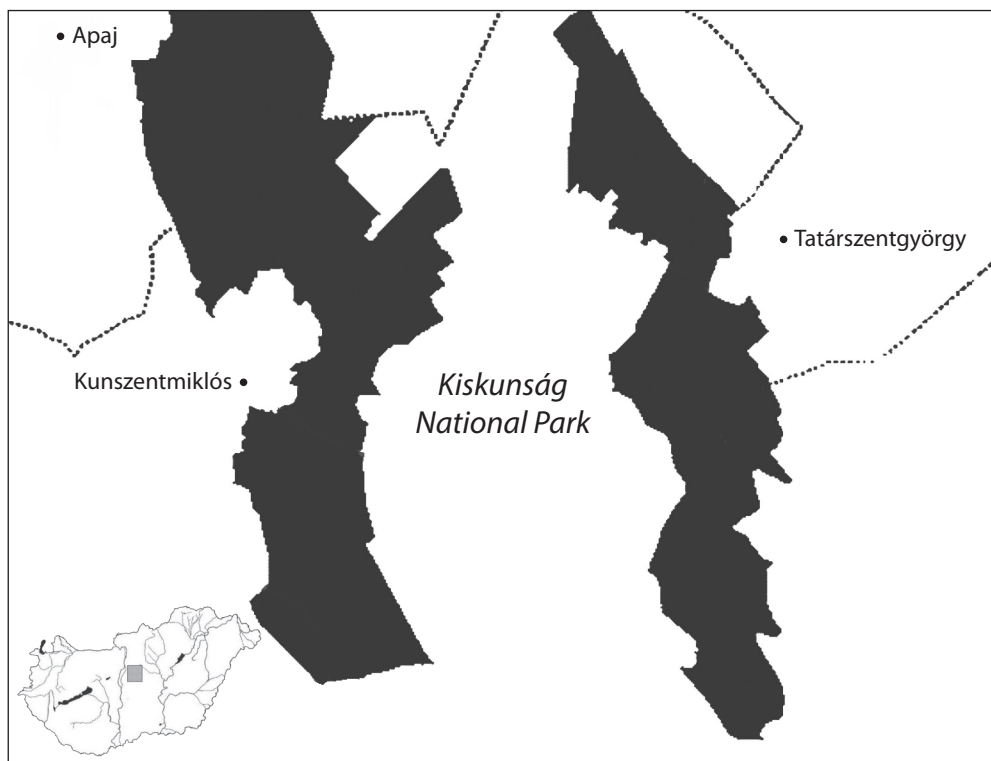 Apaj
Tatárszentgyörgy
Kunszentmiklós
Kiskunság
National Park